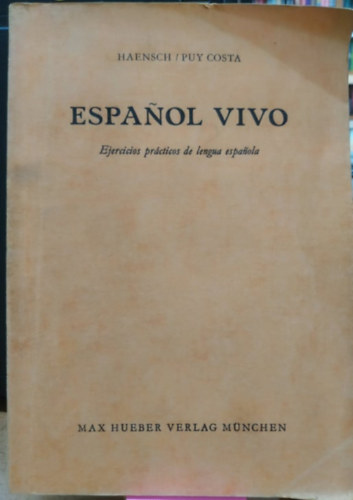 HAENSCH / PUY COSTA
ESPAÑOL VIVO
Ejercicios prácticos de lengua española
MAX HUEBER VERLAG MÜNCHEN